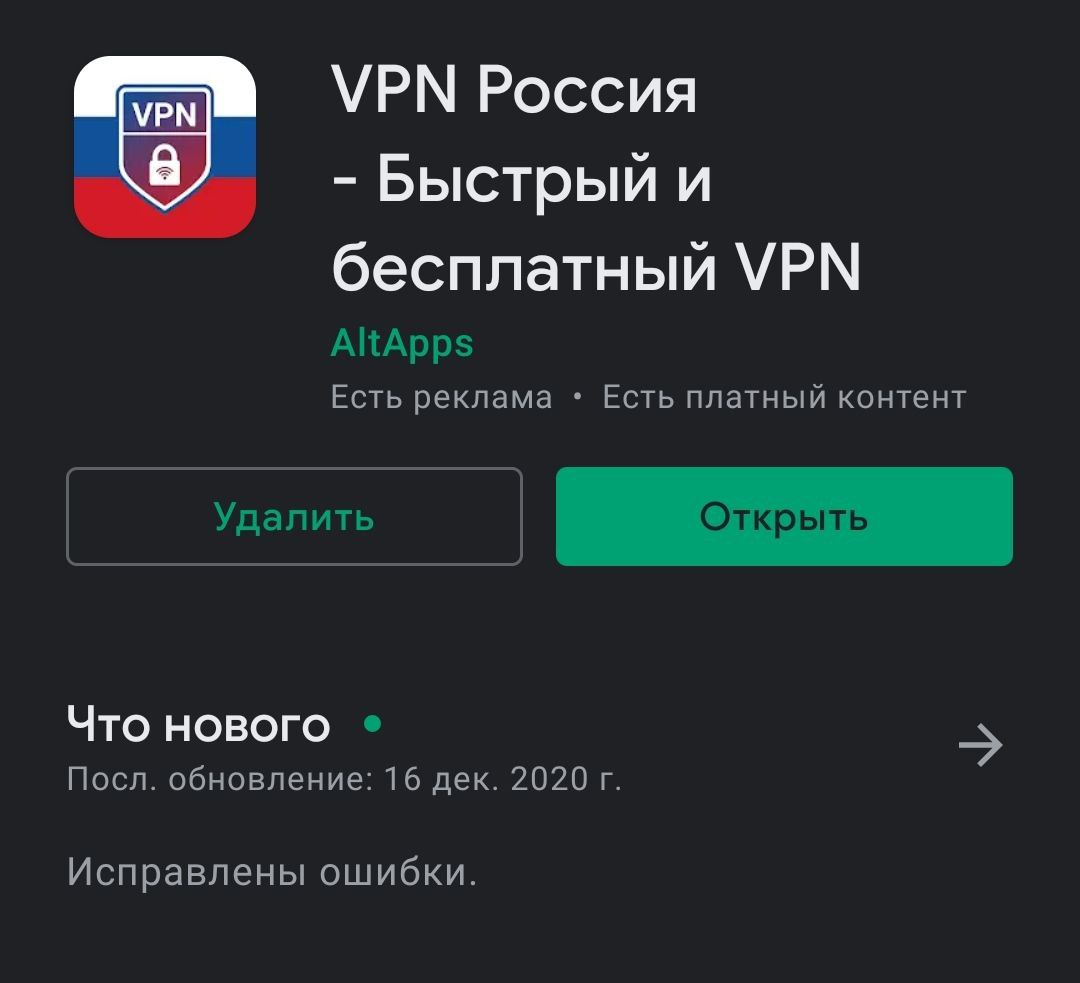 VPN
VPN Россия
- Быстрый и
бесплатный VPN
AltApps
Есть реклама • Есть платный контент
Удалить
Открыть
Что нового
Посл. обновление: 16 дек. 2020 г.
Исправлены ошибки.